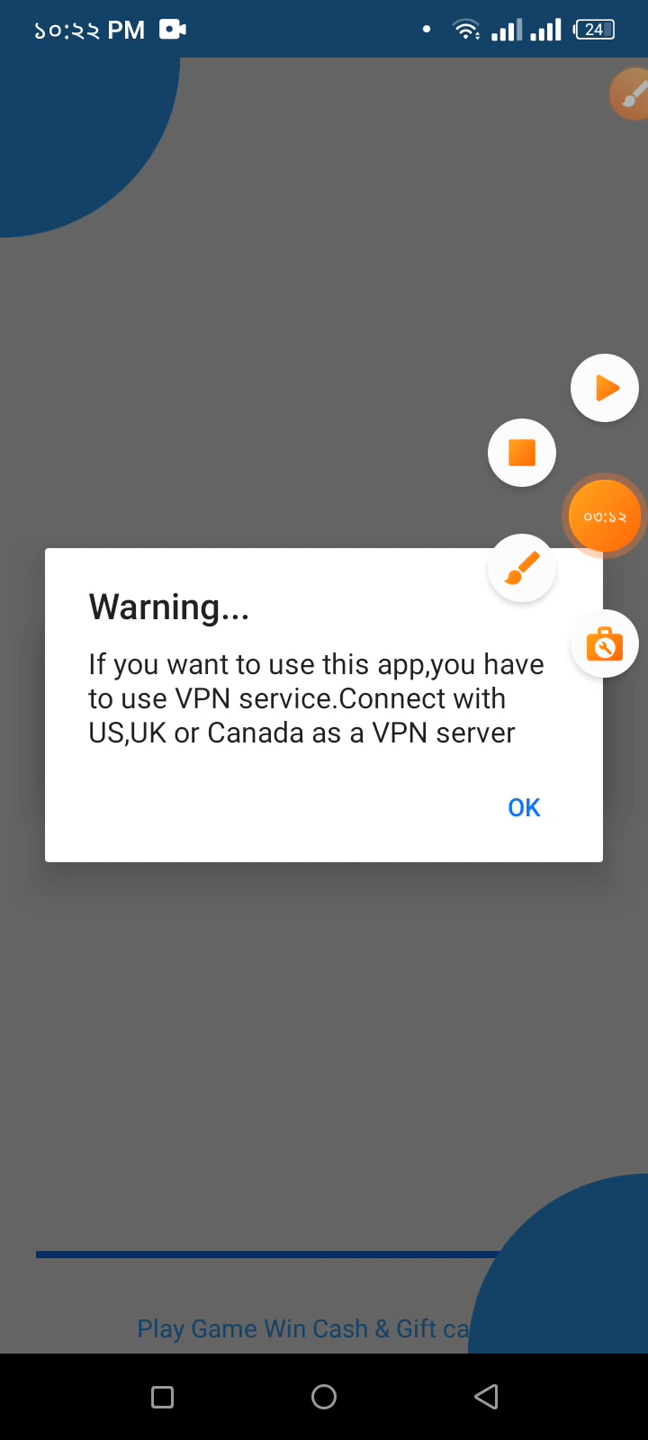 ১০:২২ PM
24
০৩:১২
Warning...
If you want to use this app,you have
to use VPN service.Connect with
US,UK or Canada as a VPN server
OK
Play Game Win Cash & Gift ca